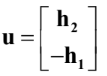 u = [ h₂
−h₁ ]